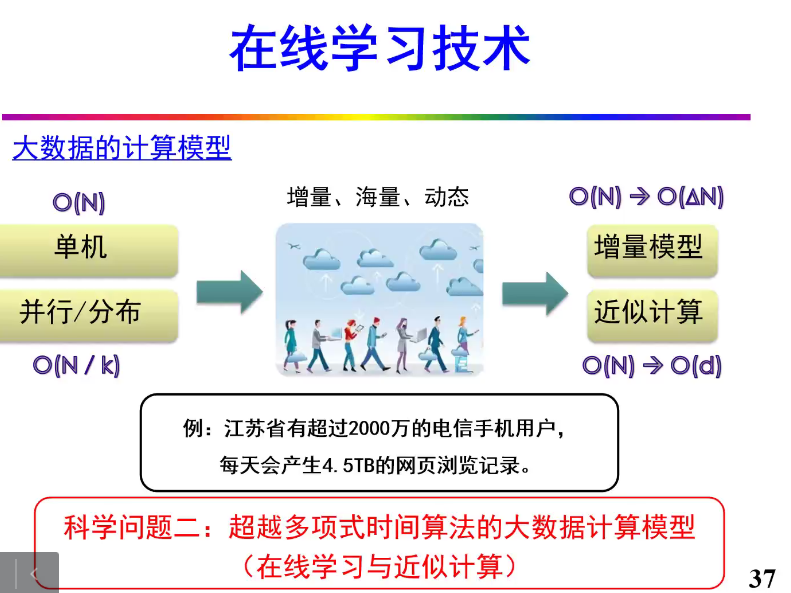 在线学习技术
大数据的计算模型
O(N)
单机
并行/分布
O(N / k)
增量、海量、动态
O(N) → O(ΔN)
增量模型
近似计算
O(N) → O(d)
例：江苏省有超过2000万的电信手机用户，
每天会产生4.5TB的网页浏览记录。
科学问题二：超越多项式时间算法的大数据计算模型
（在线学习与近似计算）
37